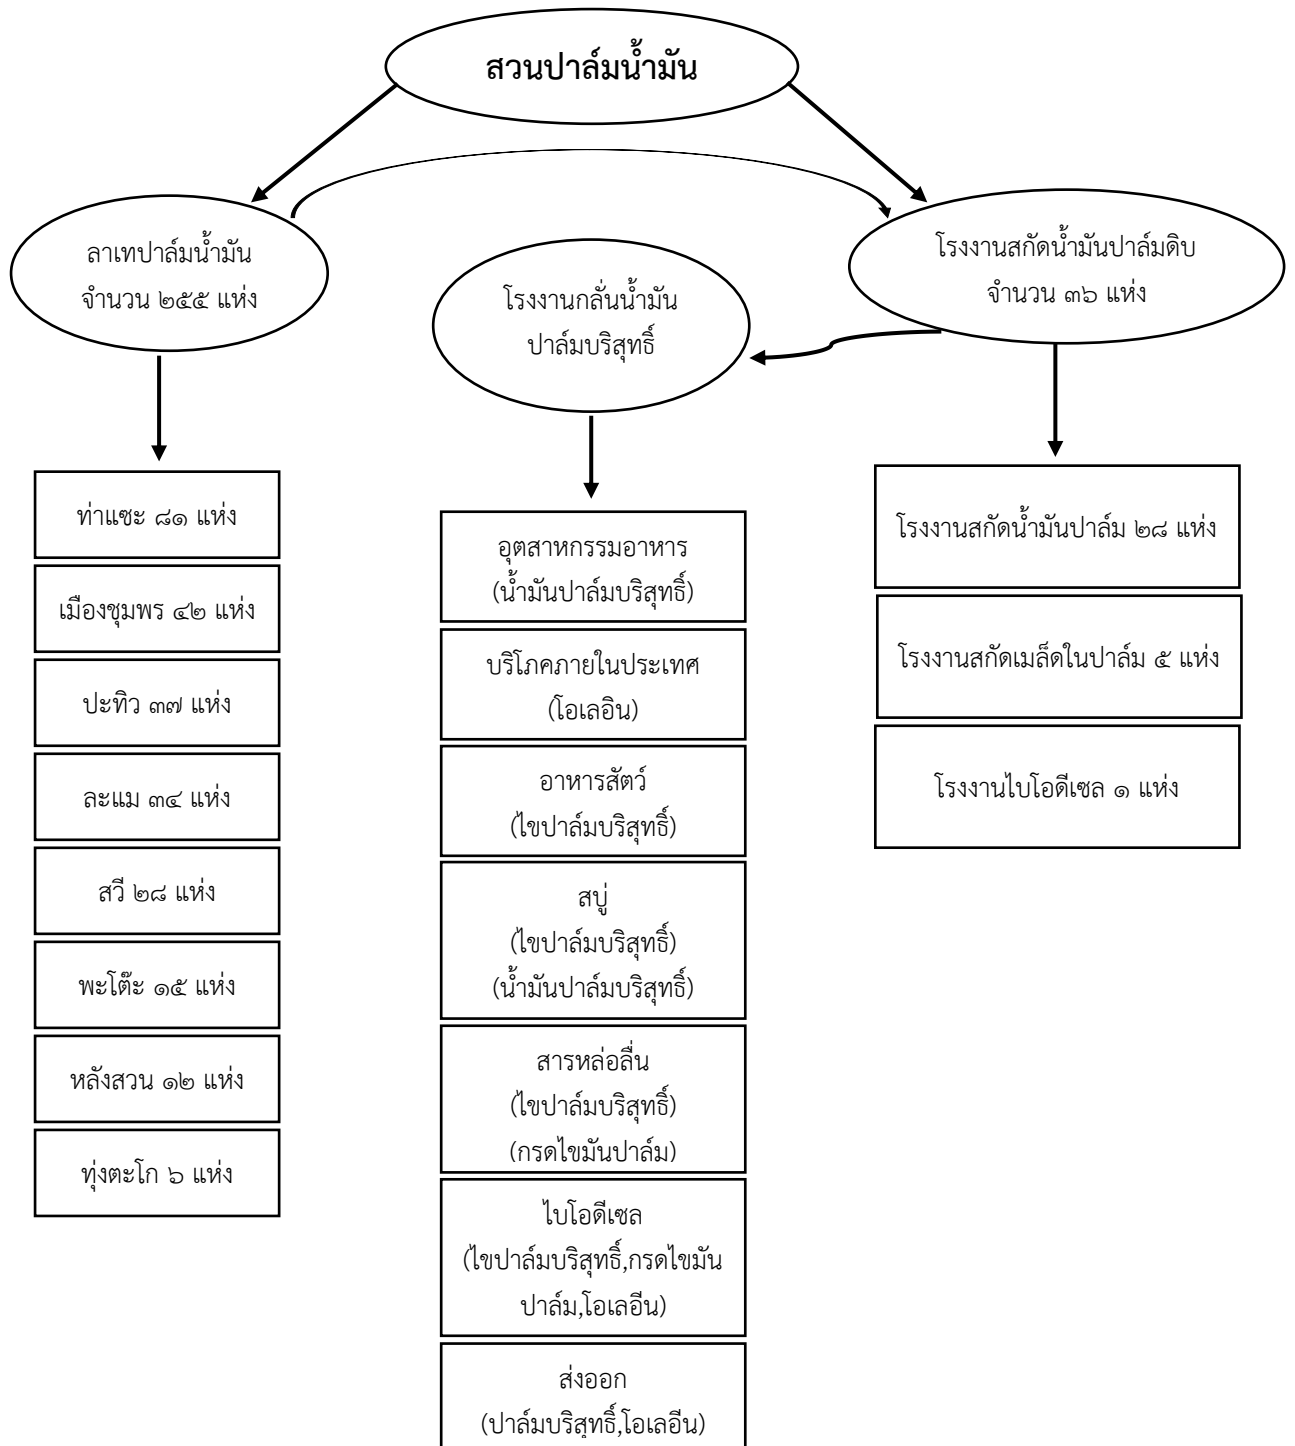 สวนปาล์มน้ำมัน
ลาเทปาล์มน้ำมัน
จำนวน ๒๕๕ แห่ง
โรงงานกลั่นน้ำมัน
ปาล์มบริสุทธิ์
โรงงานสกัดน้ำมันปาล์มดิบ
จำนวน ๓๖ แห่ง
ท่าแซะ ๘๑ แห่ง
เมืองชุมพร ๔๒ แห่ง
ปะทิว ๓๗ แห่ง
ละแม ๓๔ แห่ง
สวี ๒๘ แห่ง
พะโต๊ะ ๑๕ แห่ง
หลังสวน ๑๒ แห่ง
ทุ่งตะโก ๖ แห่ง
อุตสาหกรรมอาหาร
(น้ำมันปาล์มบริสุทธิ์)
บริโภคภายในประเทศ
(โอเลอิน)
อาหารสัตว์
(ไขปาล์มบริสุทธิ์)
สบู่
(ไขปาล์มบริสุทธิ์)
(น้ำมันปาล์มบริสุทธิ์)
สารหล่อลื่น
(ไขปาล์มบริสุทธิ์)
(กรดไขมันปาล์ม)
ไบโอดีเซล
(ไขปาล์มบริสุทธิ์,กรดไขมัน
ปาล์ม,โอเลอีน)
ส่งออก
(ปาล์มบริสุทธิ์,โอเลอีน)
โรงงานสกัดน้ำมันปาล์ม ๒๘ แห่ง
โรงงานสกัดเมล็ดในปาล์ม ๕ แห่ง
โรงงานไบโอดีเซล ๑ แห่ง